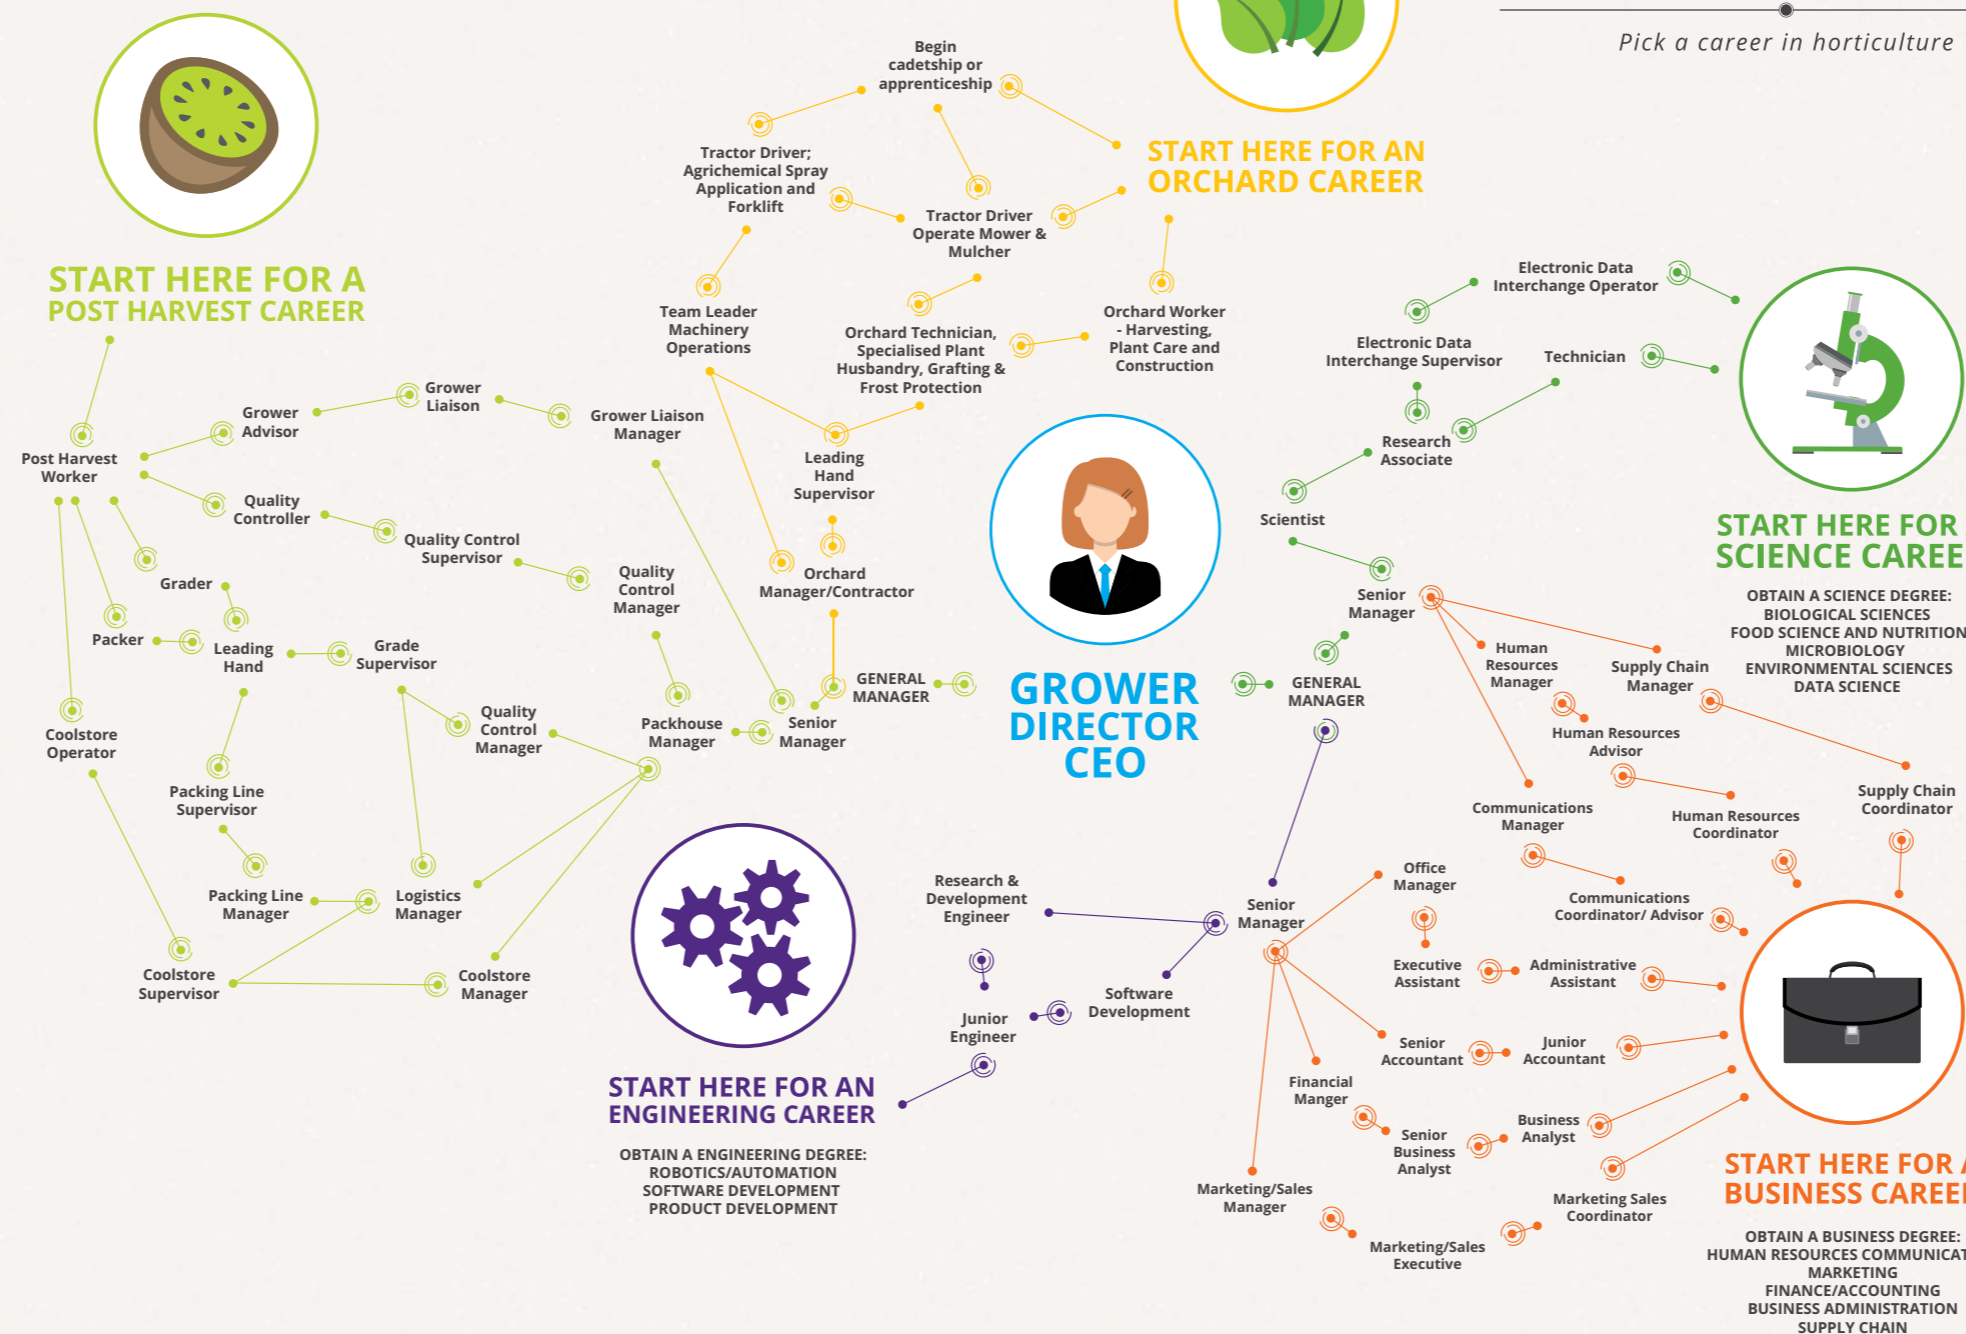 Pick a career in horticulture
START HERE FOR A
POST HARVEST CAREER
Post Harvest
Worker
Grower
Advisor
Grower
Liaison
Grower Liaison
Manager
Quality
Controller
Quality Control
Supervisor
Quality
Control
Manager
Grader
Packer
Leading
Hand
Grade
Supervisor
Quality
Control
Manager
Packhouse
Manager
Senior
Manager
GENERAL
MANAGER
Coolstore
Operator
Packing Line
Supervisor
Packing Line
Manager
Logistics
Manager
Coolstore
Supervisor
Coolstore
Manager
START HERE FOR AN
ORCHARD CAREER
Begin
cadetship or
apprenticeship
Tractor Driver;
Agrichemical Spray
Application and
Forklift
Tractor Driver
Operate Mower &
Mulcher
Team Leader
Machinery
Operations
Orchard Technician,
Specialised Plant
Husbandry, Grafting &
Frost Protection
Orchard Worker
- Harvesting,
Plant Care and
Construction
Leading
Hand
Supervisor
Orchard
Manager/Contractor
GROWER
DIRECTOR
CEO
Electronic Data
Interchange Operator
Electronic Data
Interchange Supervisor
Technician
Research
Associate
Scientist
Senior
Manager
GENERAL
MANAGER
START HERE FOR
SCIENCE CAREE
OBTAIN A SCIENCE DEGREE:
BIOLOGICAL SCIENCES
FOOD SCIENCE AND NUTRITION
MICROBIOLOGY
ENVIRONMENTAL SCIENCES
DATA SCIENCE
Human
Resources
Manager
Supply Chain
Manager
Human Resources
Advisor
Communications
Manager
Human Resources
Coordinator
Supply Chain
Coordinator
Office
Manager
Communications
Coordinator/ Advisor
Senior
Manager
Executive
Assistant
Administrative
Assistant
Senior
Accountant
Junior
Accountant
Financial
Manger
Senior
Business
Analyst
Business
Analyst
Marketing/Sales
Manager
Marketing Sales
Coordinator
Marketing/Sales
Executive
START HERE FOR A
BUSINESS CAREE
OBTAIN A BUSINESS DEGREE:
HUMAN RESOURCES COMMUNICAT
MARKETING
FINANCE/ACCOUNTING
BUSINESS ADMINISTRATION
SUPPLY CHAIN
Research &
Development
Engineer
Software
Development
Junior
Engineer
START HERE FOR AN
ENGINEERING CAREER
OBTAIN A ENGINEERING DEGREE:
ROBOTICS/AUTOMATION
SOFTWARE DEVELOPMENT
PRODUCT DEVELOPMENT